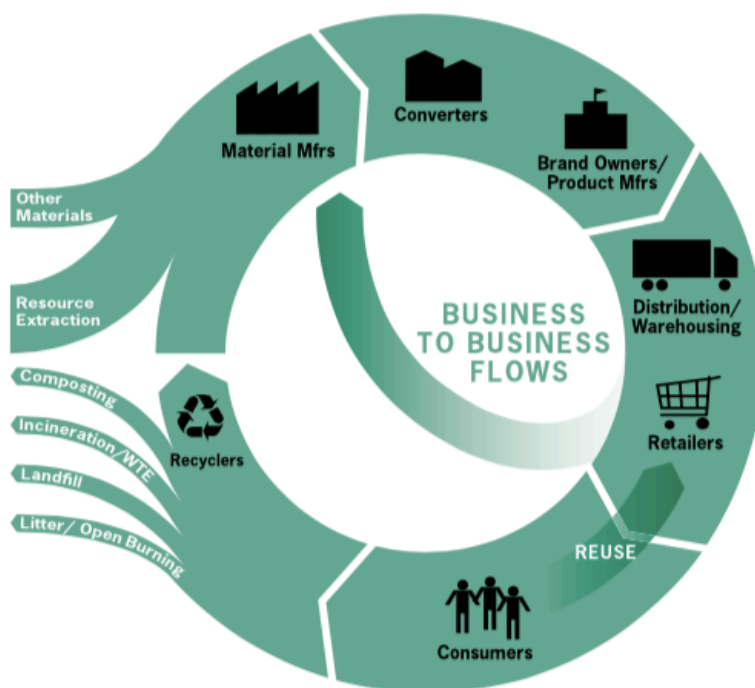 Converters
Material Mfrs
Brand Owners/
Product Mfrs
Other
Materials
Resource
Extraction
Distribution/
Warehousing
BUSINESS
TO BUSINESS
FLOWS
Composting
Incineration/WTE
Landfill
Litter/ Open Burning
Recyclers
Retailers
REUSE
Consumers